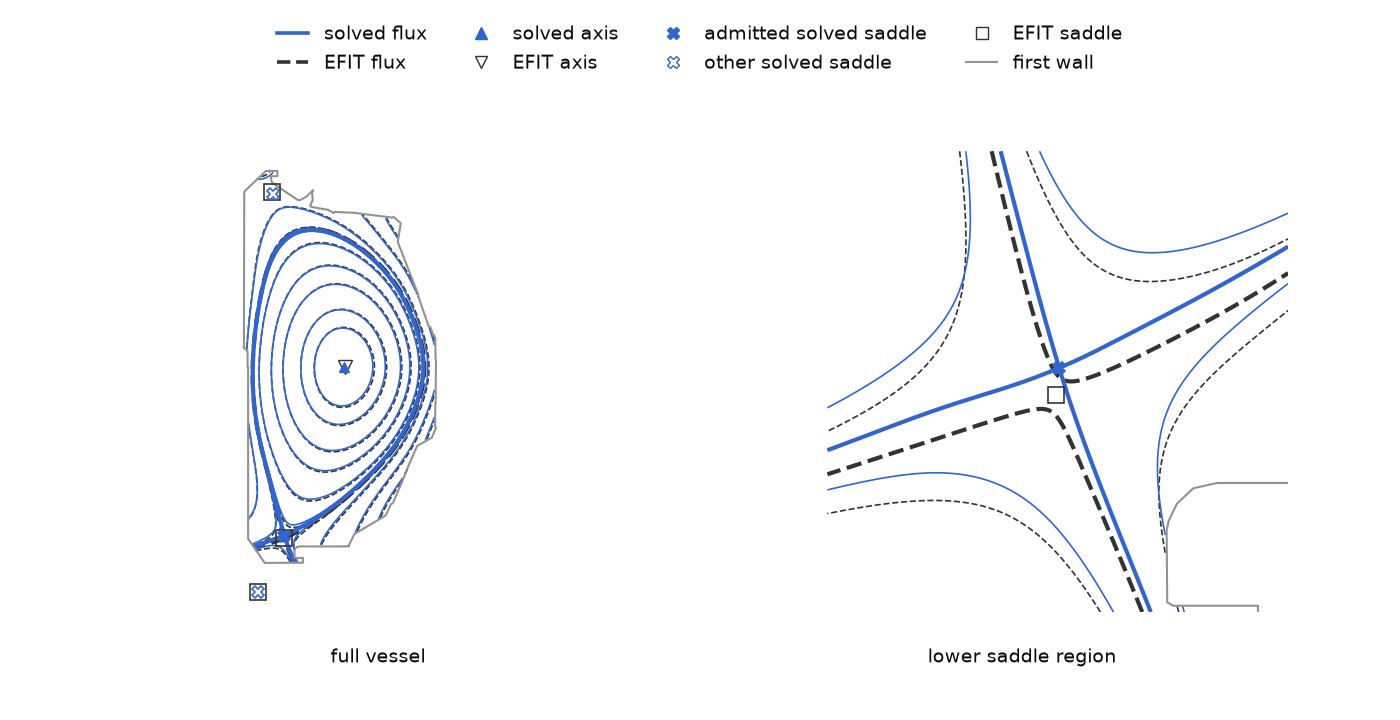 solved flux
EFIT flux
solved axis
EFIT axis
admitted solved saddle
other solved saddle
EFIT saddle
first wall
full vessel
lower saddle region